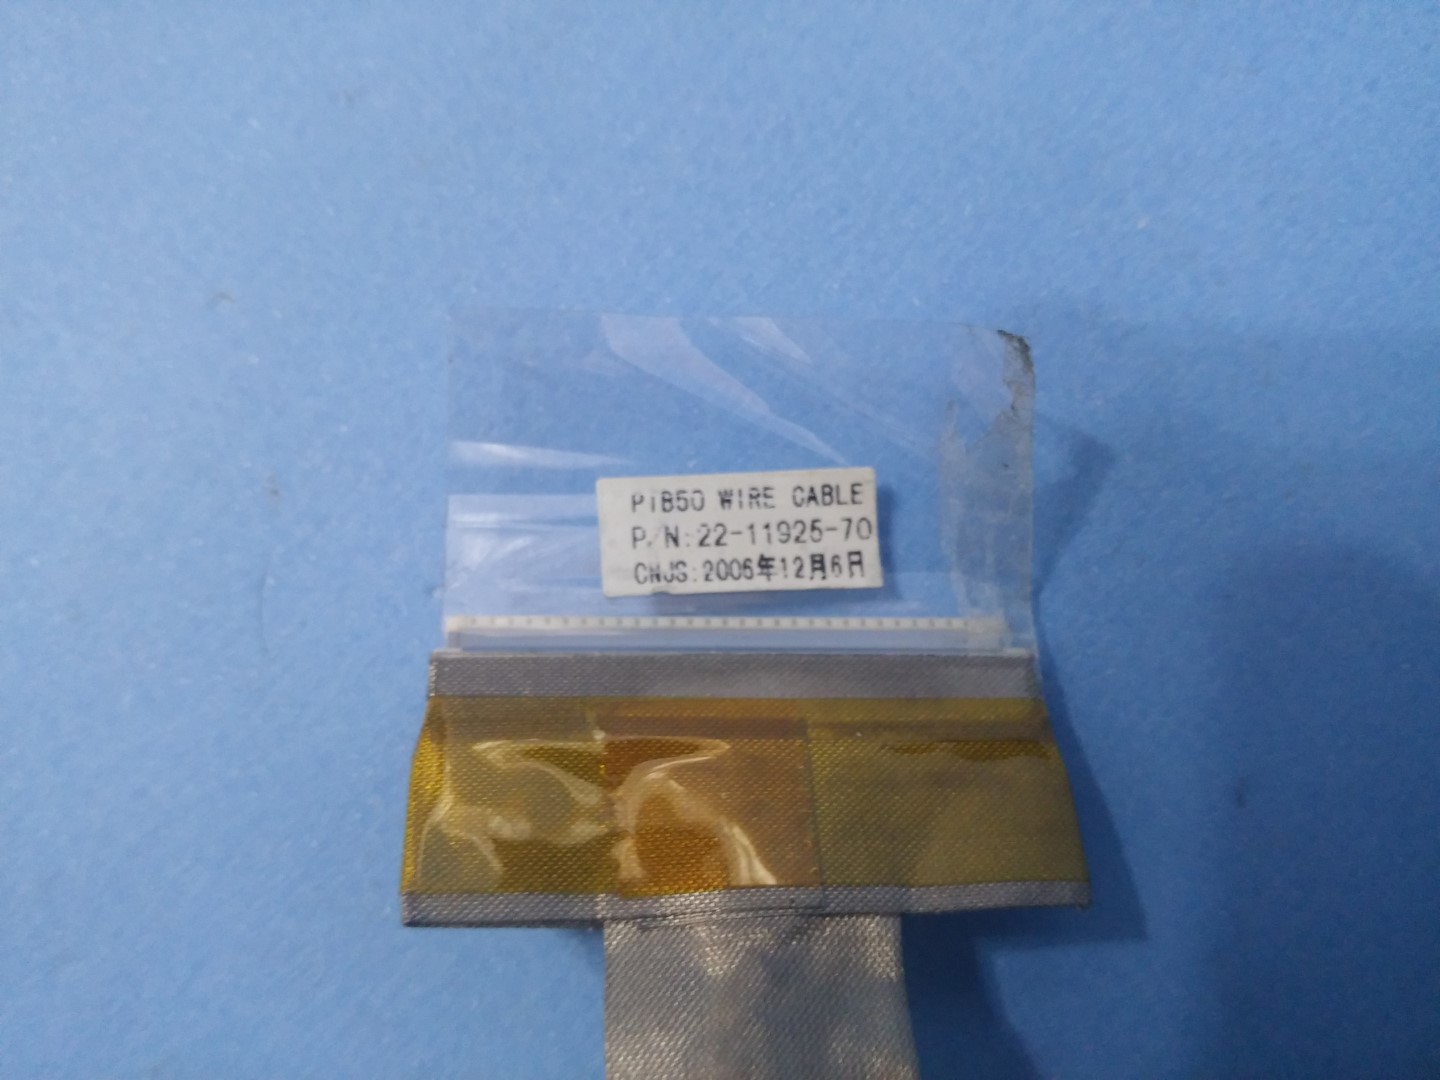 PIB50 WIRE CABLE
P/N:22-11925-70
CNJS:2006年12月6日